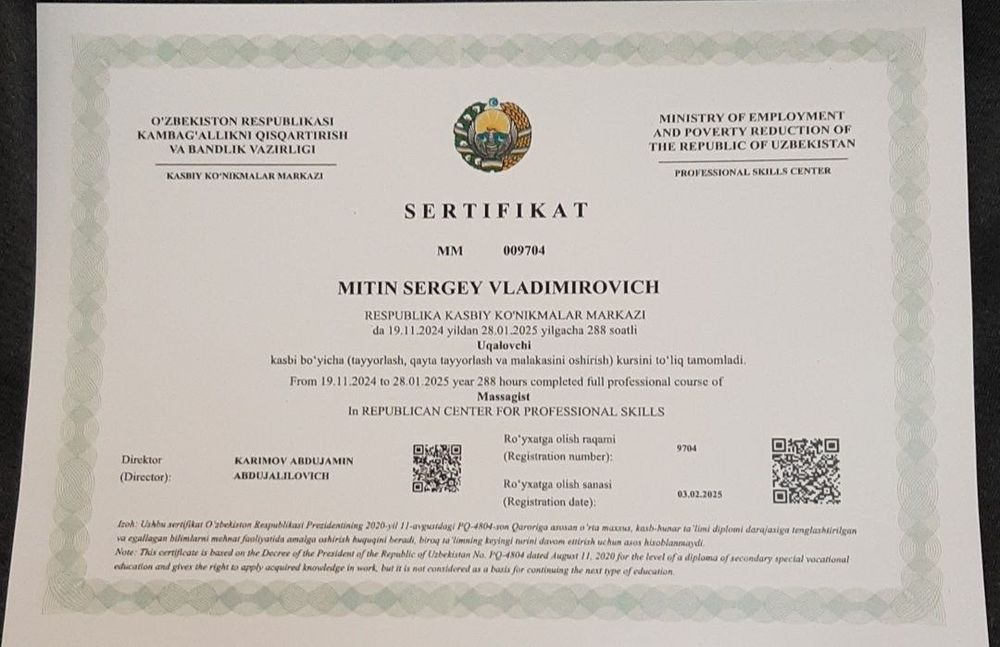 O'ZBEKISTON RESPUBLIKASI
KAMBAG'ALLIKNI QISQARTIRISH
VA BANDLIK VAZIRLIGI
KASBIY KO'NIKMALAR MARKAZI
MINISTRY OF EMPLOYMENT
AND POVERTY REDUCTION OF
THE REPUBLIC OF UZBEKISTAN
PROFESSIONAL SKILLS CENTER
SERTIFIKAT
MM 009704
MITIN SERGEY VLADIMIROVICH
RESPUBLIKA KASBIY KO'NIKMALAR MARKAZI
da 19.11.2024 yildan 28.01.2025 yilgacha 288 soatli
Uqalovchi
kasbi bo'yicha (tayyorlash, qayta tayyorlash va malakasini oshirish) kursini to'liq tamomladi.
From 19.11.2024 to 28.01.2025 year 288 hours completed full professional course of
Massagist
In REPUBLICAN CENTER FOR PROFESSIONAL SKILLS
Direktor
(Director):
KARIMOV ABDUJAMIN
ABDUJALILOVICH
Ro'yxatga olish raqami
(Registration number):
9704
Ro'yxatga olish sanasi
(Registration date):
03.02.2025
Izoh: Ushbu sertifikat O'zbekiston Respublikasi Prezidentining 2020-yil 11-avgustdagi PQ-4804-son Qaroriga asosan o'rta maxsus, kasb-hunar ta'limi diplomi darajasiga tenglashtirilgan
va egallagan bilimlarni mehnat faoliyatida amalga oshirish huquqini beradi, biroq ta'limning keyingi turini davom ettirish uchun asos hisoblanmaydi.
Note: This certificate is based on the Decree of the President of the Republic of Uzbekistan No. PQ-4804 dated August 11, 2020 for the level of a diploma of secondary special vocational
education and gives the right to apply acquired knowledge in work, but it is not considered as a basis for continuing the next type of education.